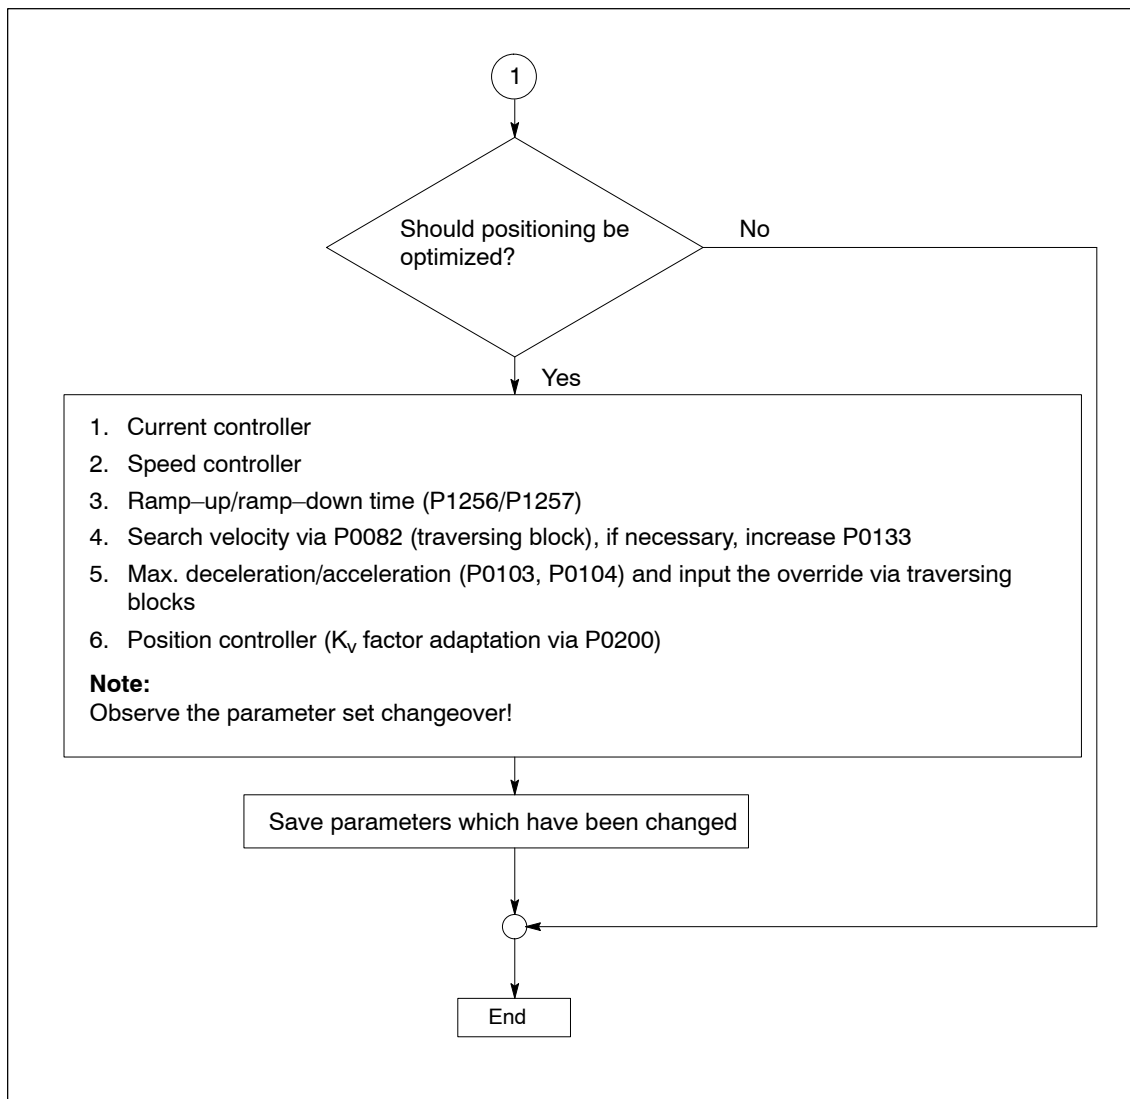 1
Should positioning be
optimized?
No
Yes
1. Current controller
2. Speed controller
3. Ramp–up/ramp–down time (P1256/P1257)
4. Search velocity via P0082 (traversing block), if necessary, increase P0133
5. Max. deceleration/acceleration (P0103, P0104) and input the override via traversing
blocks
6. Position controller (Kv factor adaptation via P0200)
Note:
Observe the parameter set changeover!
Save parameters which have been changed
End